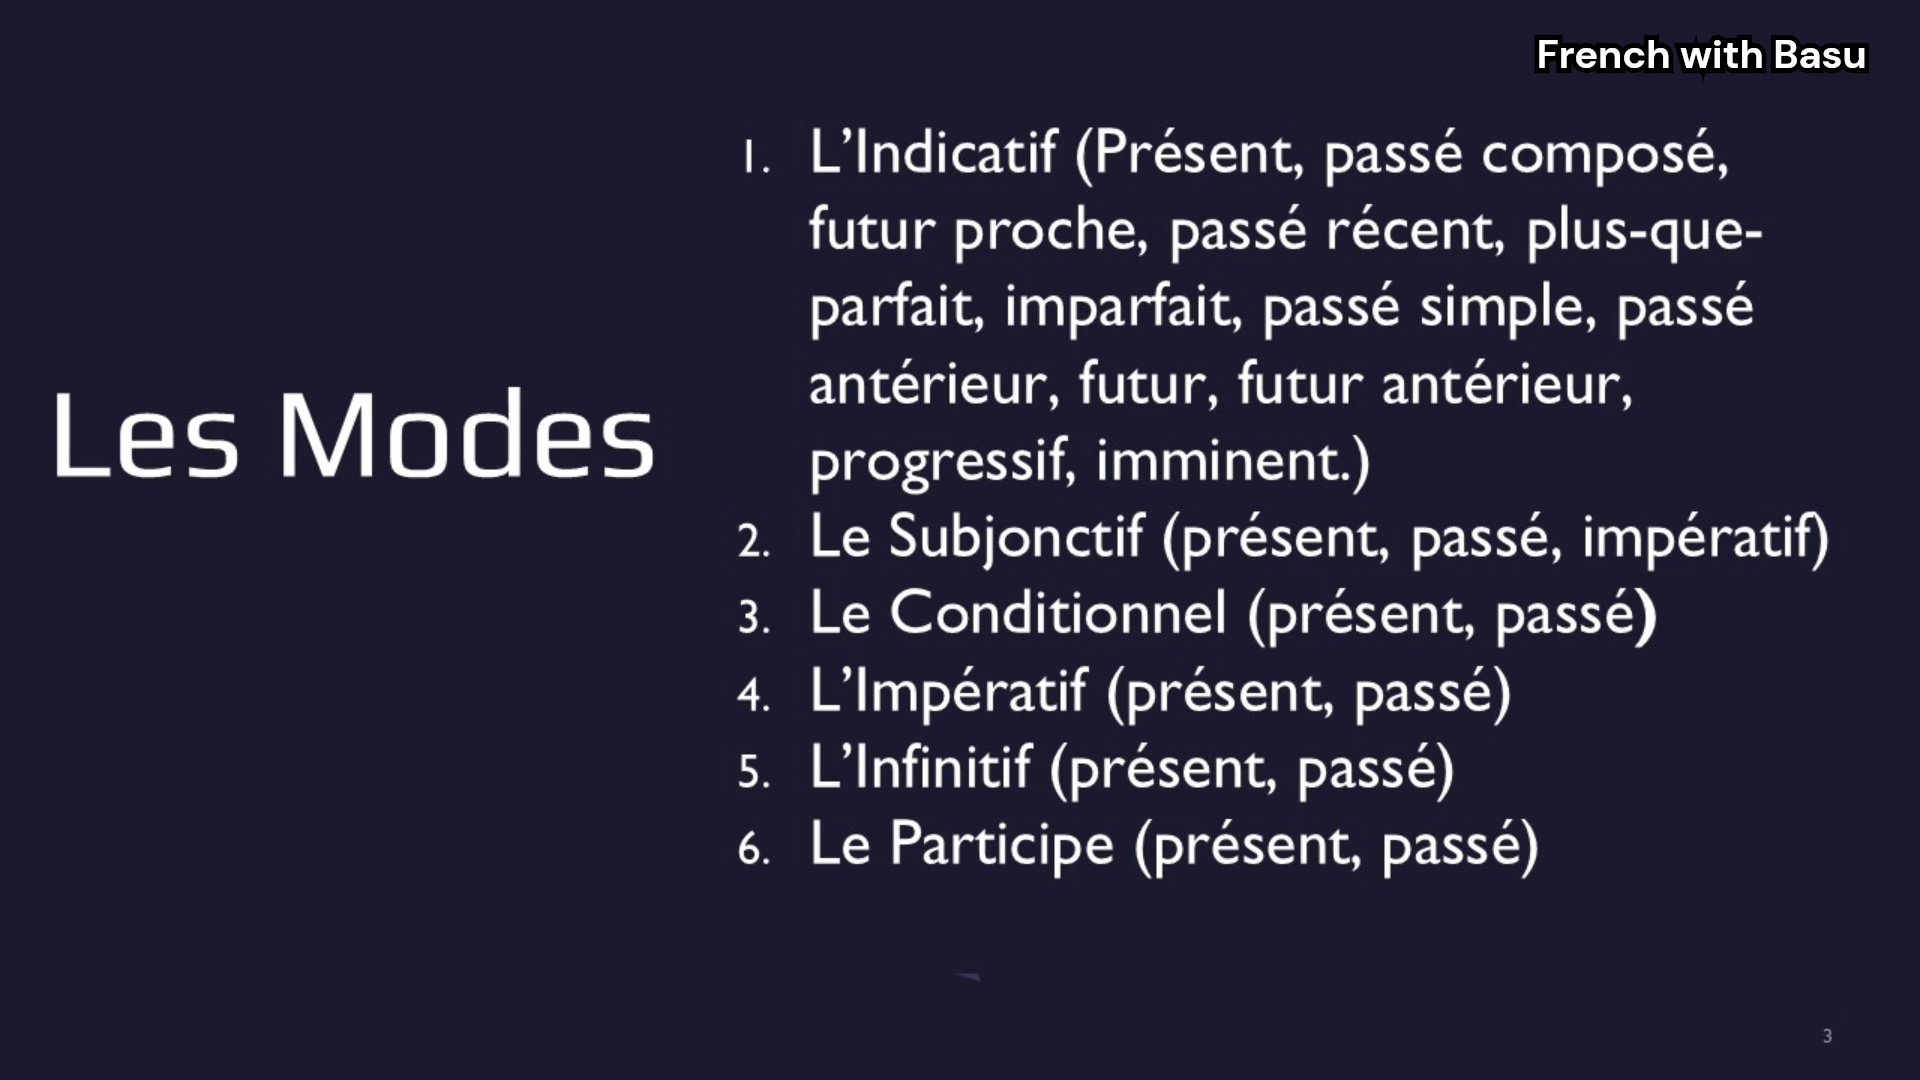 French with Basu
Les Modes
1. L’Indicatif (Présent, passé composé,
futur proche, passé récent, plus-que-
parfait, imparfait, passé simple, passé
antérieur, futur, futur antérieur,
progressif, imminent.)
2. Le Subjonctif (présent, passé, impératif)
3. Le Conditionnel (présent, passé)
4. L’Impératif (présent, passé)
5. L’Infinitif (présent, passé)
6. Le Participe (présent, passé)
3